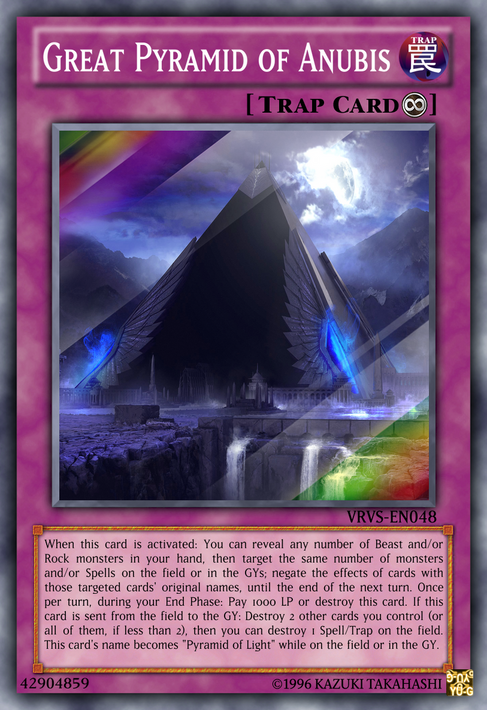 GREAT PYRAMID OF ANUBIS
TRAP
罠
[TRAP CARD∞]
VRVS-EN048
When this card is activated: You can reveal any number of Beast and/or
Rock monsters in your hand, then target the same number of monsters
and/or Spells on the field or in the GYs; negate the effects of cards with
those targeted cards' original names, until the end of the next turn. Once
per turn, during your End Phase: Pay 1000 LP or destroy this card. If this
card is sent from the field to the GY: Destroy 2 other cards you control (or
all of them, if less than 2), then you can destroy 1 Spell/Trap on the field.
This card's name becomes "Pyramid of Light" while on the field or in the GY.
42904859
©1996 KAZUKI TAKAHASHI